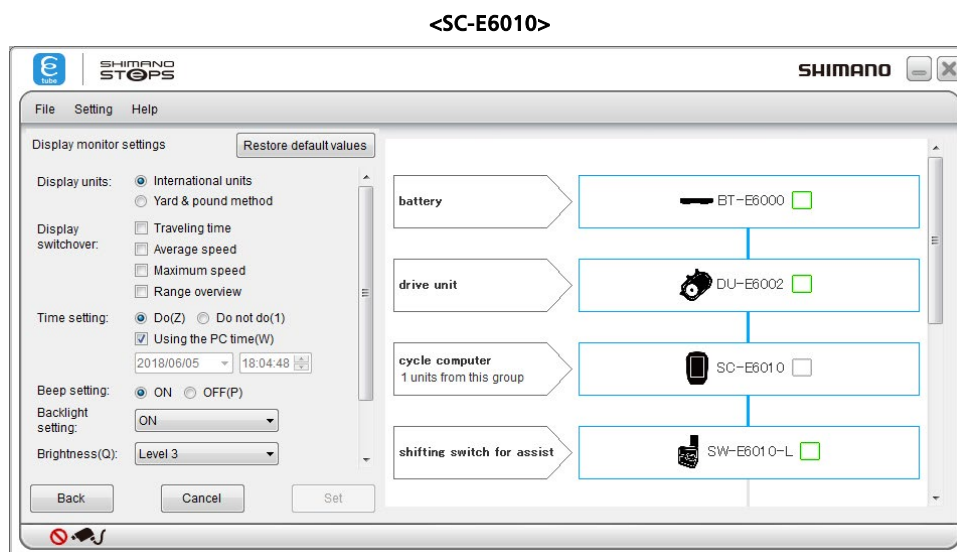 <SC-E6010>
e tube
SHIMANO STEPS
SHIMANO
File Setting Help
Display monitor settings
Restore default values
Display units:
International units
Yard & pound method
Display switchover:
Traveling time
Average speed
Maximum speed
Range overview
Time setting:
Do(Z) Do not do(1)
Using the PC time(W)
2018/06/05 18:04:48
Beep setting:
ON OFF(P)
Backlight setting:
ON
Brightness(Q):
Level 3
Back Cancel Set
battery
BT-E6000
drive unit
DU-E6002
cycle computer
1 units from this group
SC-E6010
shifting switch for assist
SW-E6010-L